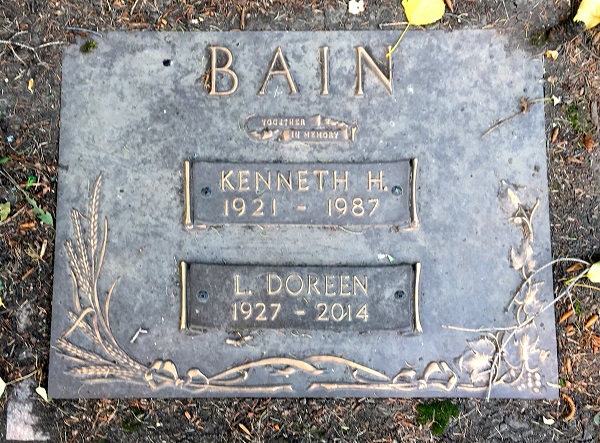 BAIN
TOGETHER
IN MEMORY
KENNETH H.
1921 - 1987
L. DOREEN
1927 - 2014